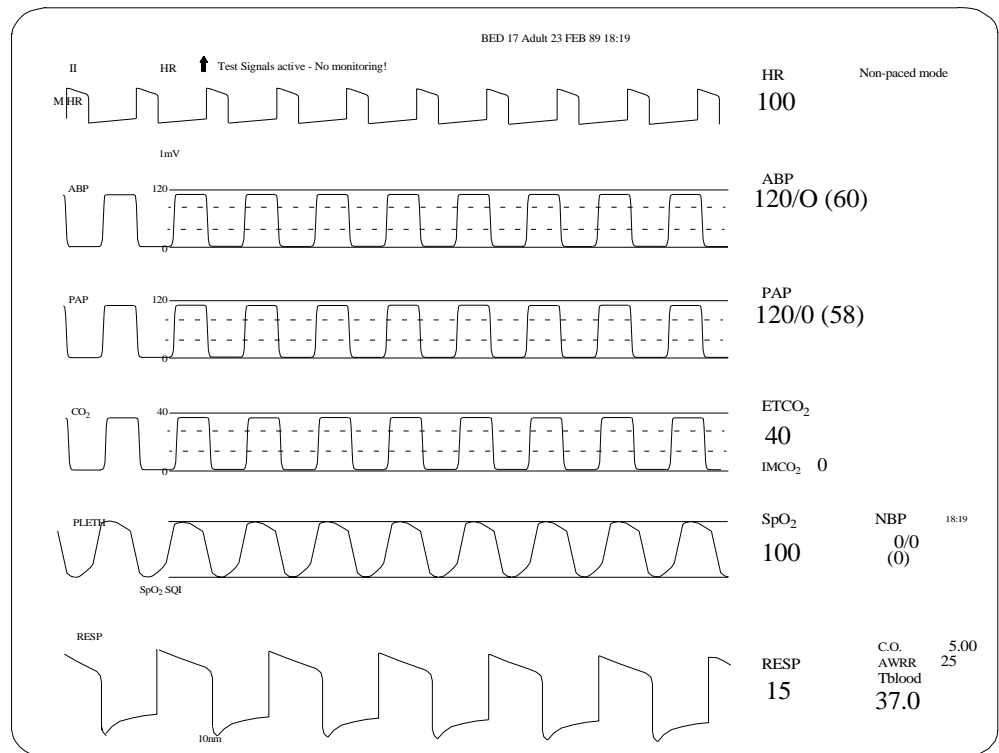 BED 17 Adult 23 FEB 89 18:19
II HR Test Signals active - No monitoring!
M HR
1mV
HR
100
Non-paced mode
ABP
120
0
ABP
120/O (60)
PAP
120
0
PAP
120/0 (58)
CO₂
40
0
ETCO₂
40
IMCO₂ 0
PLETH
SpO₂ SQI
SpO₂
100
NBP 18:19
0/0
(0)
RESP
10nm
RESP
15
C.O. 5.00
AWRR 25
Tblood
37.0